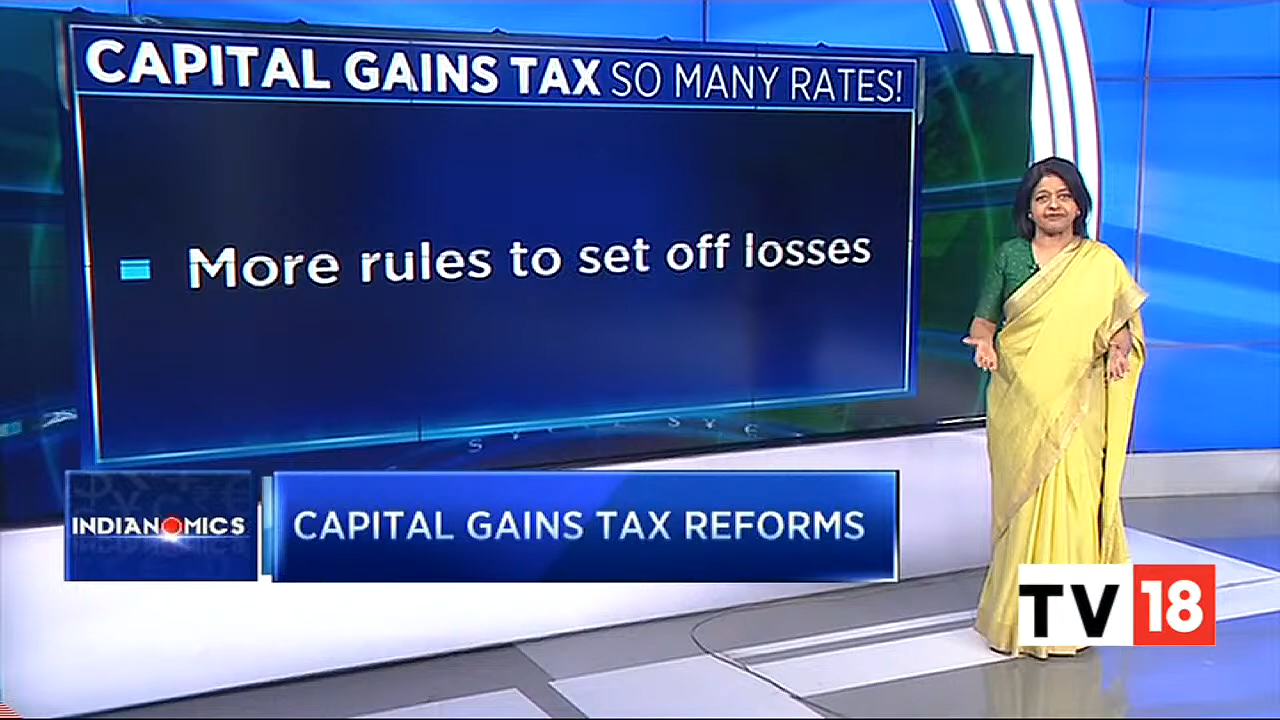 CAPITAL GAINS TAX SO MANY RATES!
More rules to set off losses
INDIANOMICS
CAPITAL GAINS TAX REFORMS
TV18